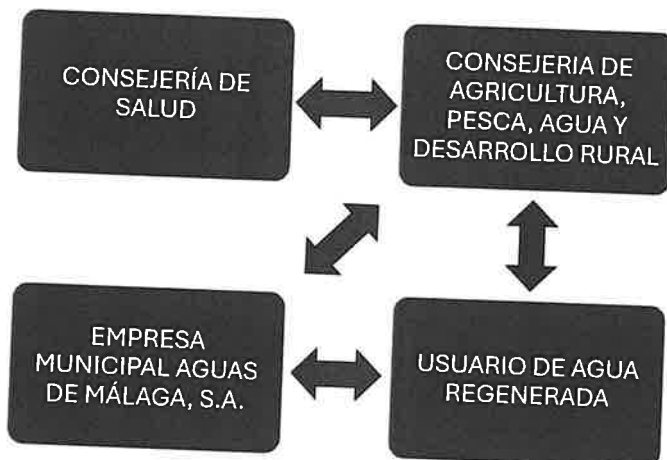 CONSEJERÍA DE
SALUD
CONSEJERIA DE
AGRICULTURA,
PESCA, AGUA Y
DESARROLLO RURAL
EMPRESA
MUNICIPAL AGUAS
DE MÁLAGA, S.A.
USUARIO DE AGUA
REGENERADA